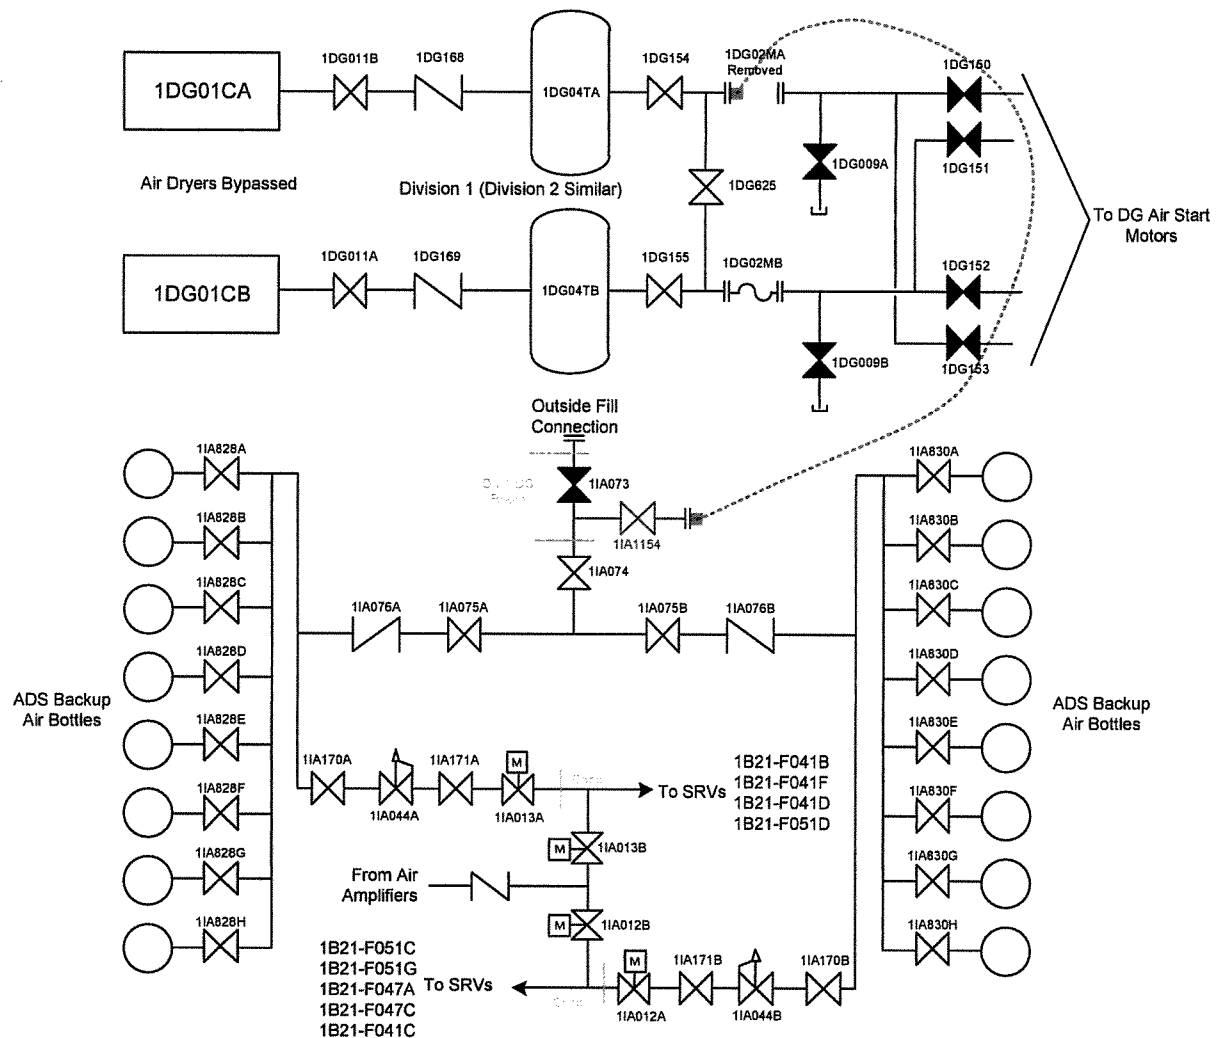 1DG011B
1DG168
1DG154
1DG02MA
Removed
1DG150
1DG01CA
1DG04TA
1DG009A
1DG151
Air Dryers Bypassed
Division 1 (Division 2 Similar)
1DG625
To DG Air Start
Motors
1DG011A
1DG169
1DG155
1DG02MB
1DG152
1DG01CB
1DG04TB
1DG009B
1DG153
Outside Fill
Connection
1IA828A
1IA073
1IA830A
1IA828B
1IA1154
1IA830B
1IA828C
1IA074
1IA830C
1IA076A
1IA075A
1IA075B
1IA076B
1IA828D
1IA830D
ADS Backup
Air Bottles
ADS Backup
Air Bottles
1IA828E
1IA830E
1IA170A
1IA171A
M
1IA828F
1IA044A
1IA013A
To SRVs
1B21-F041B
1B21-F041F
1B21-F041D
1B21-F051D
1IA830F
1IA828G
M
1IA013B
1IA830G
From Air
Amplifiers
1IA828H
M
1IA012B
1IA830H
1B21-F051C
1B21-F051G
1B21-F047A
1B21-F047C
1B21-F041C
To SRVs
M
1IA171B
1IA170B
1IA012A
1IA044B